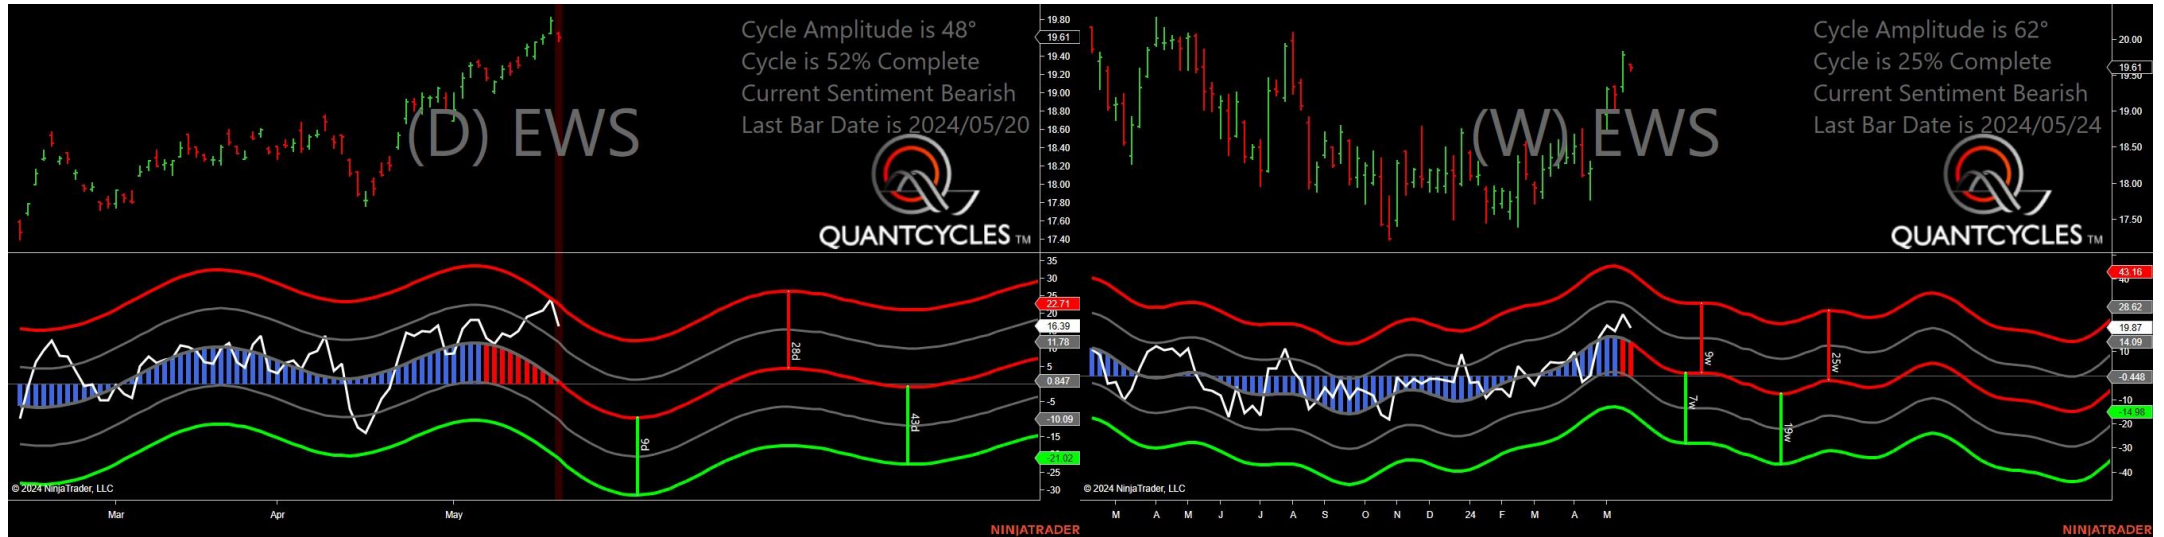 Cycle Amplitude is 48°
Cycle is 52% Complete
Current Sentiment Bearish
Last Bar Date is 2024/05/20
(D) EWS
QUANTCYCLES TM
19.80
19.61
19.40
19.20
19.00
18.80
18.60
18.40
18.20
18.00
17.80
17.60
17.40
35
30
25
22.71
20
16.39
11.78
10
5
0.847
-5
-10.09
-15
-21.02
-25
-30
9d
28d
43d
© 2024 NinjaTrader, LLC
Mar Apr May
NINJATRADER
Cycle Amplitude is 62°
Cycle is 25% Complete
Current Sentiment Bearish
Last Bar Date is 2024/05/24
(W) EWS
QUANTCYCLES TM
20.00
19.61
19.50
19.00
18.50
18.00
17.50
43.16
40
28.62
19.87
14.09
10
-0.448
-10
-14.98
-20
-30
-40
9w
7w
25w
19w
© 2024 NinjaTrader, LLC
M A M J J A S O N D 24 F M A M
NINJATRADER